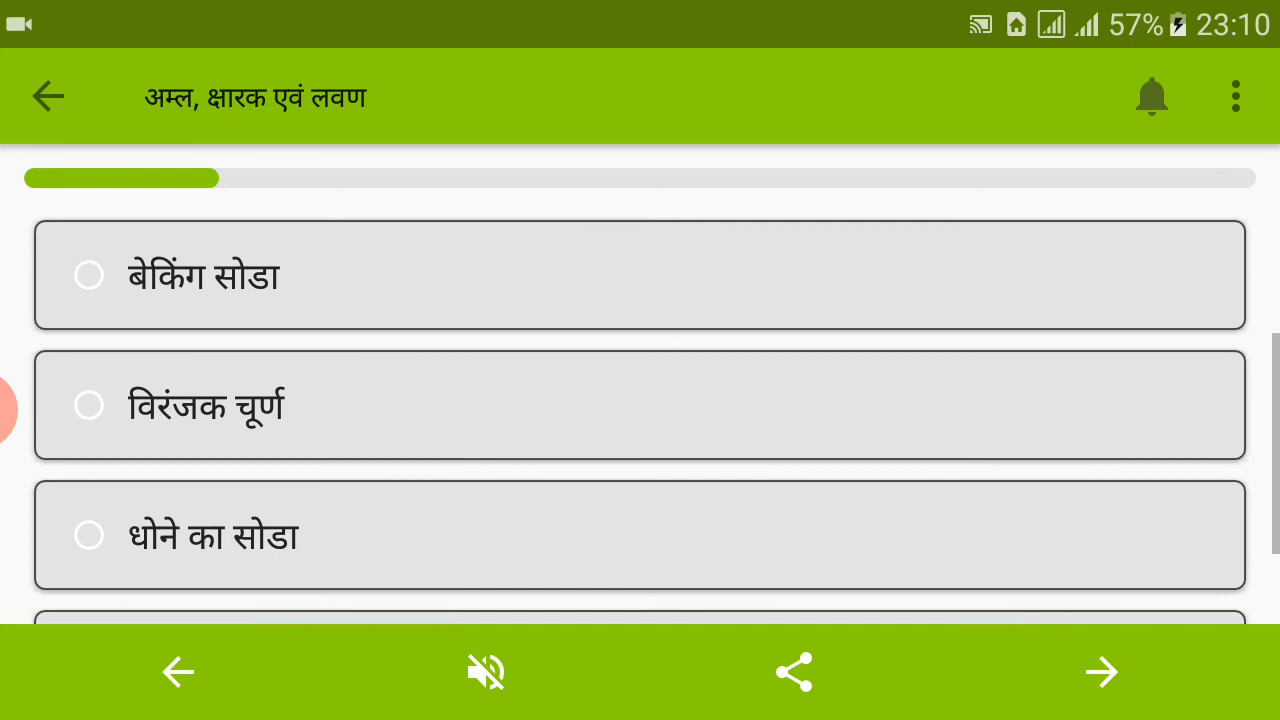 57% 23:10
अम्ल, क्षारक एवं लवण
बेकिंग सोडा
विरंजक चूर्ण
धोने का सोडा